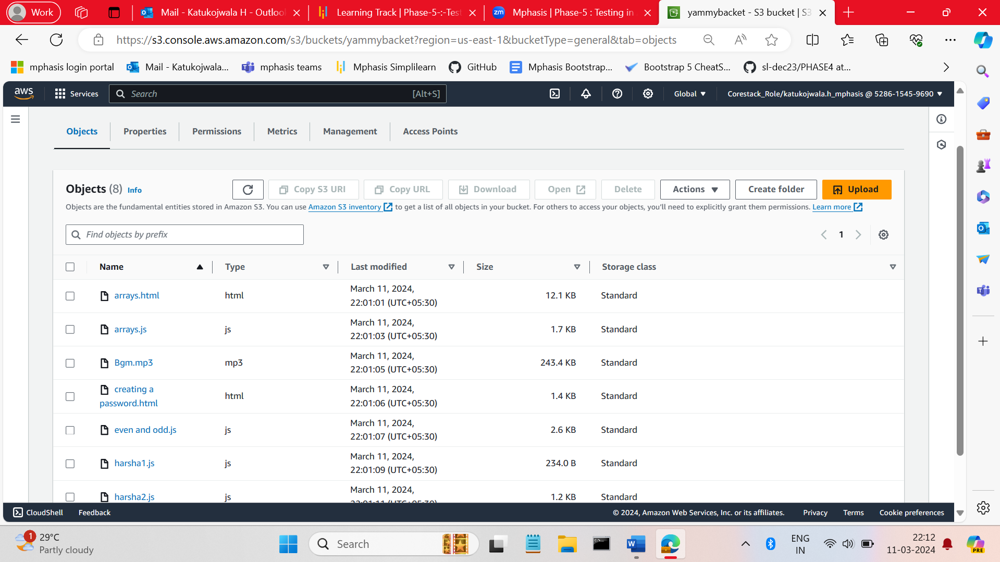 Work
Mail - Katukojwala H - Outlook
Learning Track | Phase-5-:-Test
Mphasis | Phase-5 : Testing in
yammybacket - S3 bucket | S3
https://s3.console.aws.amazon.com/s3/buckets/yammybacket?region=us-east-1&bucketType=general&tab=objects
mphasis login portal
Mail - Katukojwala...
mphasis teams
Mphasis Simplilearn
GitHub
Mphasis Bootstrap...
Bootstrap 5 CheatS...
sl-dec23/PHASE4 at...
aws
Services
Search
[Alt+S]
Global
Corestack_Role/katukojwala.h_mphasis @ 5286-1545-9690
Objects
Properties
Permissions
Metrics
Management
Access Points
Objects (8) Info
Copy S3 URI
Copy URL
Download
Open
Delete
Actions
Create folder
Upload
Objects are the fundamental entities stored in Amazon S3. You can use Amazon S3 inventory to get a list of all objects in your bucket. For others to access your objects, you'll need to explicitly grant them permissions. Learn more
Find objects by prefix
1
Name Type Last modified Size Storage class
arrays.html html March 11, 2024, 12.1 KB Standard
22:01:01 (UTC+05:30)
arrays.js js March 11, 2024, 1.7 KB Standard
22:01:03 (UTC+05:30)
Bgm.mp3 mp3 March 11, 2024, 243.4 KB Standard
22:01:05 (UTC+05:30)
creating a html March 11, 2024, 1.4 KB Standard
password.html 22:01:06 (UTC+05:30)
even and odd.js js March 11, 2024, 2.6 KB Standard
22:01:07 (UTC+05:30)
harsha1.js js March 11, 2024, 234.0 B Standard
22:01:09 (UTC+05:30)
harsha2.js js March 11, 2024, 1.2 KB Standard
CloudShell
Feedback
© 2024, Amazon Web Services, Inc. or its affiliates.
Privacy
Terms
Cookie preferences
1
29°C
Partly cloudy
Search
ENG
IN
22:12
11-03-2024
PRE